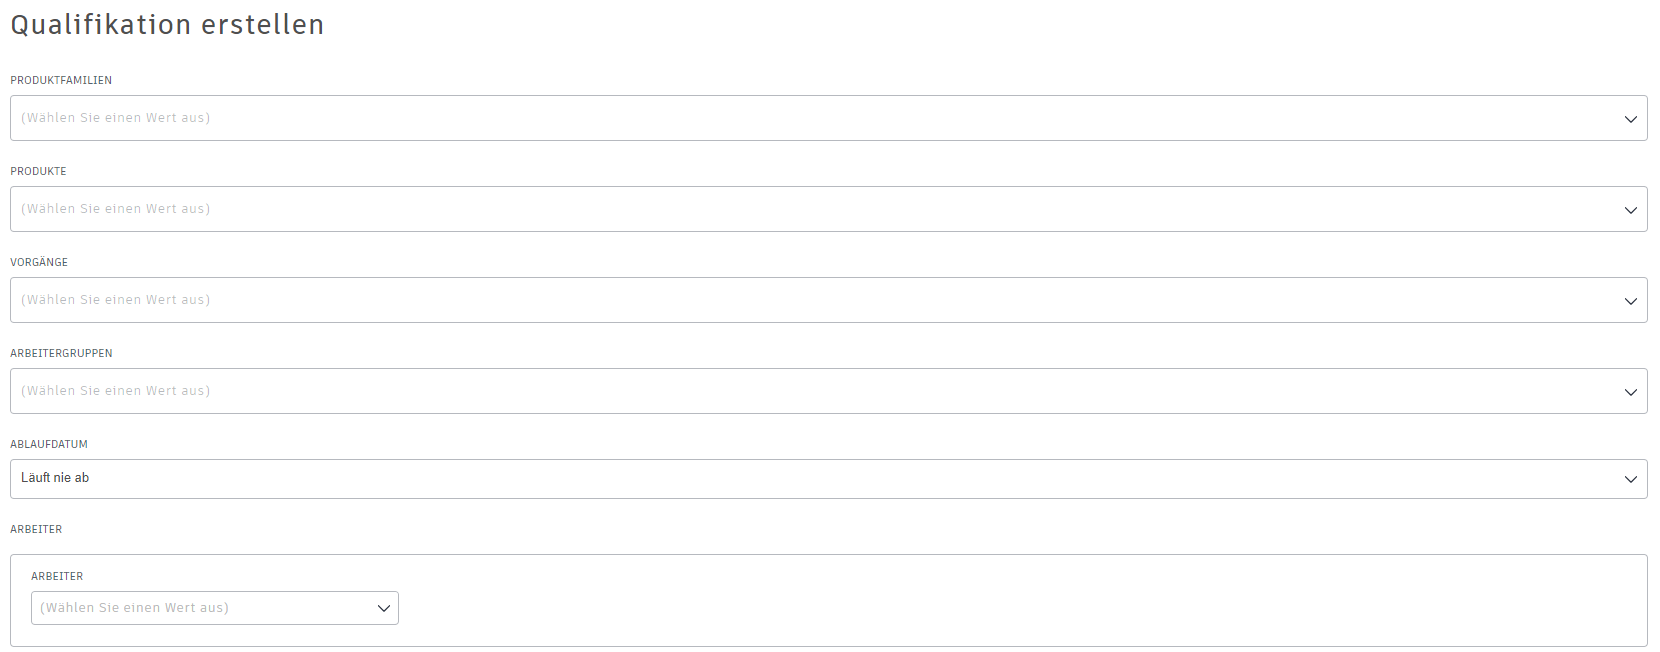 Qualifikation erstellen
PRODUKTFAMILIEN
(Wählen Sie einen Wert aus)
PRODUKTE
(Wählen Sie einen Wert aus)
VORGÄNGE
(Wählen Sie einen Wert aus)
ARBEITERGRUPPEN
(Wählen Sie einen Wert aus)
ABLAUFDATUM
Läuft nie ab
ARBEITER
ARBEITER
(Wählen Sie einen Wert aus)